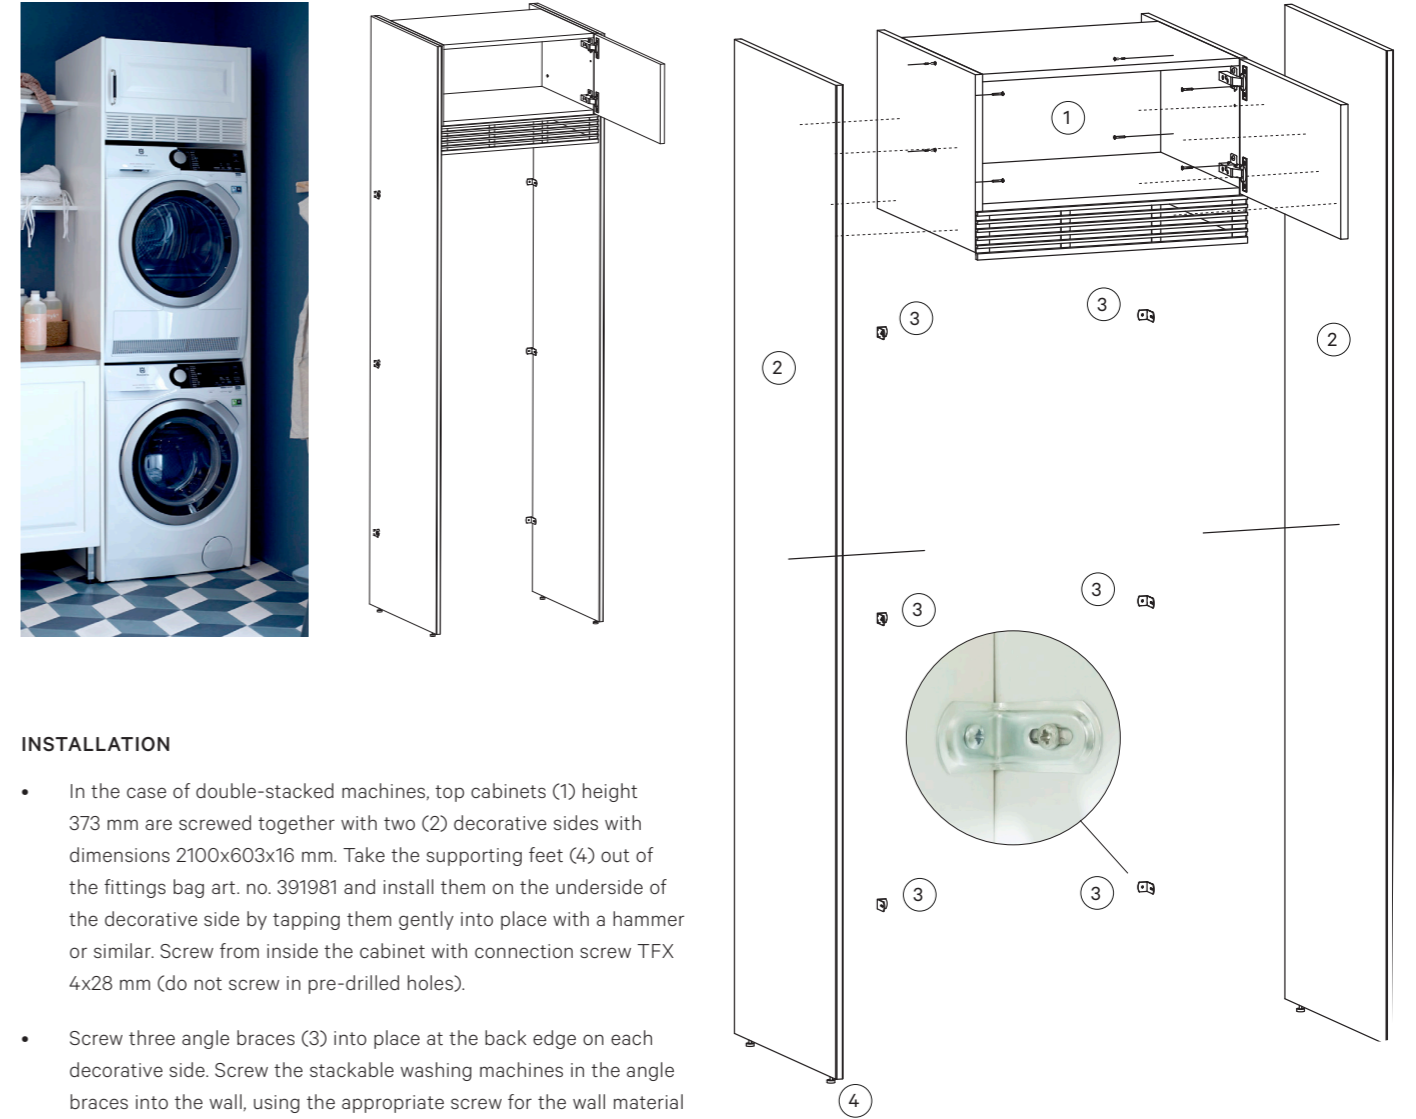 INSTALLATION
• In the case of double-stacked machines, top cabinets (1) height
373 mm are screwed together with two (2) decorative sides with
dimensions 2100x603x16 mm. Take the supporting feet (4) out of
the fittings bag art. no. 391981 and install them on the underside of
the decorative side by tapping them gently into place with a hammer
or similar. Screw from inside the cabinet with connection screw TFX
4x28 mm (do not screw in pre-drilled holes).
• Screw three angle braces (3) into place at the back edge on each
decorative side. Screw the stackable washing machines in the angle
braces into the wall, using the appropriate screw for the wall material
1
3
3
2
2
3
3
3
3
4